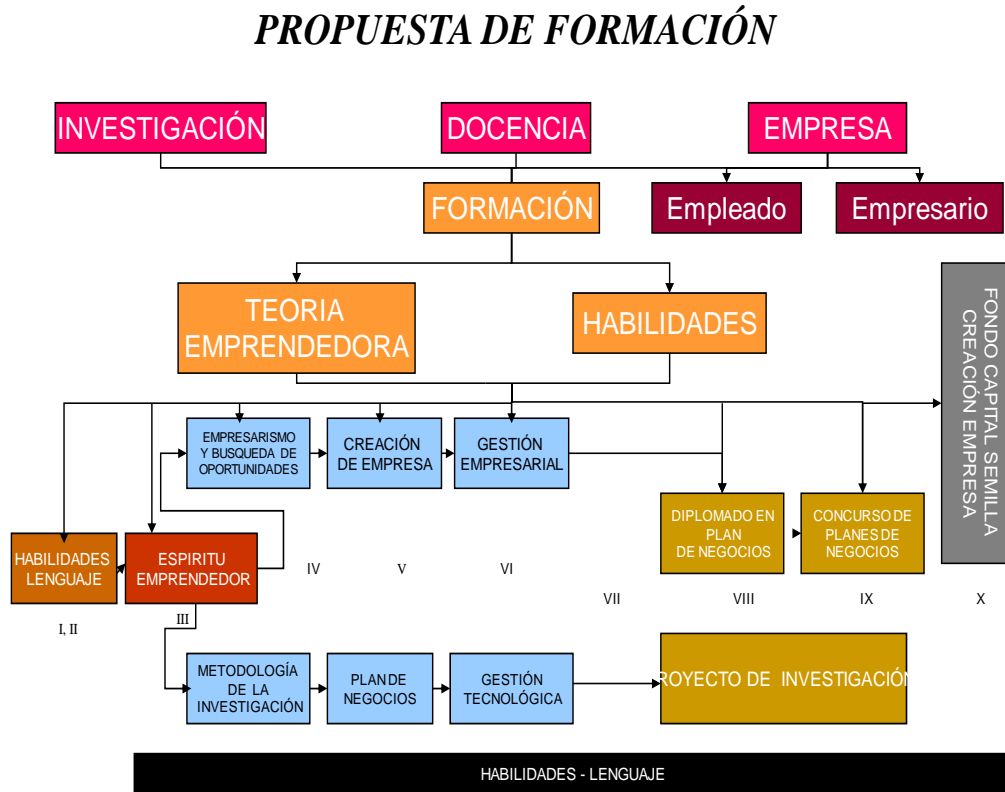 PROPUESTA DE FORMACIÓN
INVESTIGACIÓN
DOCENCIA
EMPRESA
FORMACIÓN
Empleado
Empresario
TEORIA
EMPRENDEDORA
HABILIDADES
FONDO CAPITAL SEMILLA
CREACIÓN EMPRESA
EMPRESARISMO
Y BUSQUEDA DE
OPORTUNIDADES
CREACIÓN
DE EMPRESA
GESTIÓN
EMPRESARIAL
DIPLOMADO EN
PLAN
DE NEGOCIOS
CONCURSO DE
PLANES DE
NEGOCIOS
HABILIDADES
LENGUAJE
ESPIRITU
EMPRENDEDOR
IV
V
VI
VII
VIII
IX
X
I, II
III
METODOLOGÍA
DE LA
INVESTIGACIÓN
PLAN DE
NEGOCIOS
GESTIÓN
TECNOLÓGICA
ROYECTO DE INVESTIGACIÓN
HABILIDADES - LENGUAJE